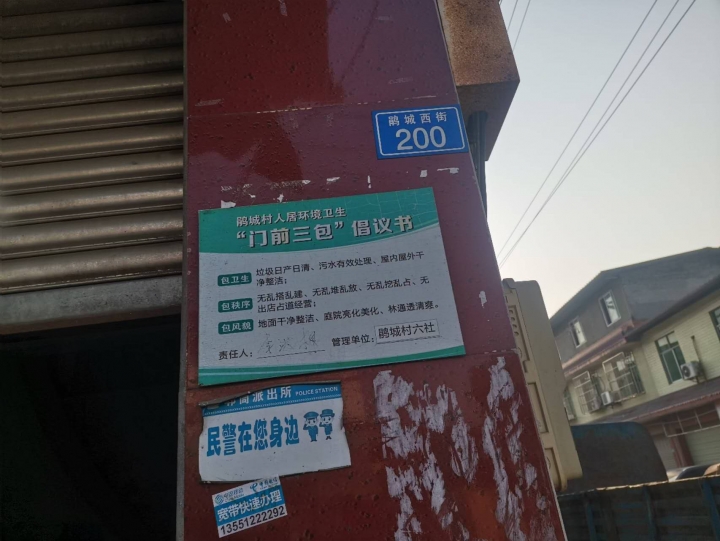 鹃城西街
200
鹃城村人居环境卫生
“门前三包”倡议书
包卫生 垃圾日产日清、污水有效处理、屋内屋外干
净整洁;
包秩序 无乱搭乱建、无乱堆乱放、无乱挖乱占、无
出店占道经营;
包风貌 地面干净整洁、庭院亮化美化、林通透清爽。
责任人: 管理单位: 鹃城村六社
筒派出所 POLICE STATION
民警在您身边
宽带快速办理
13551222292